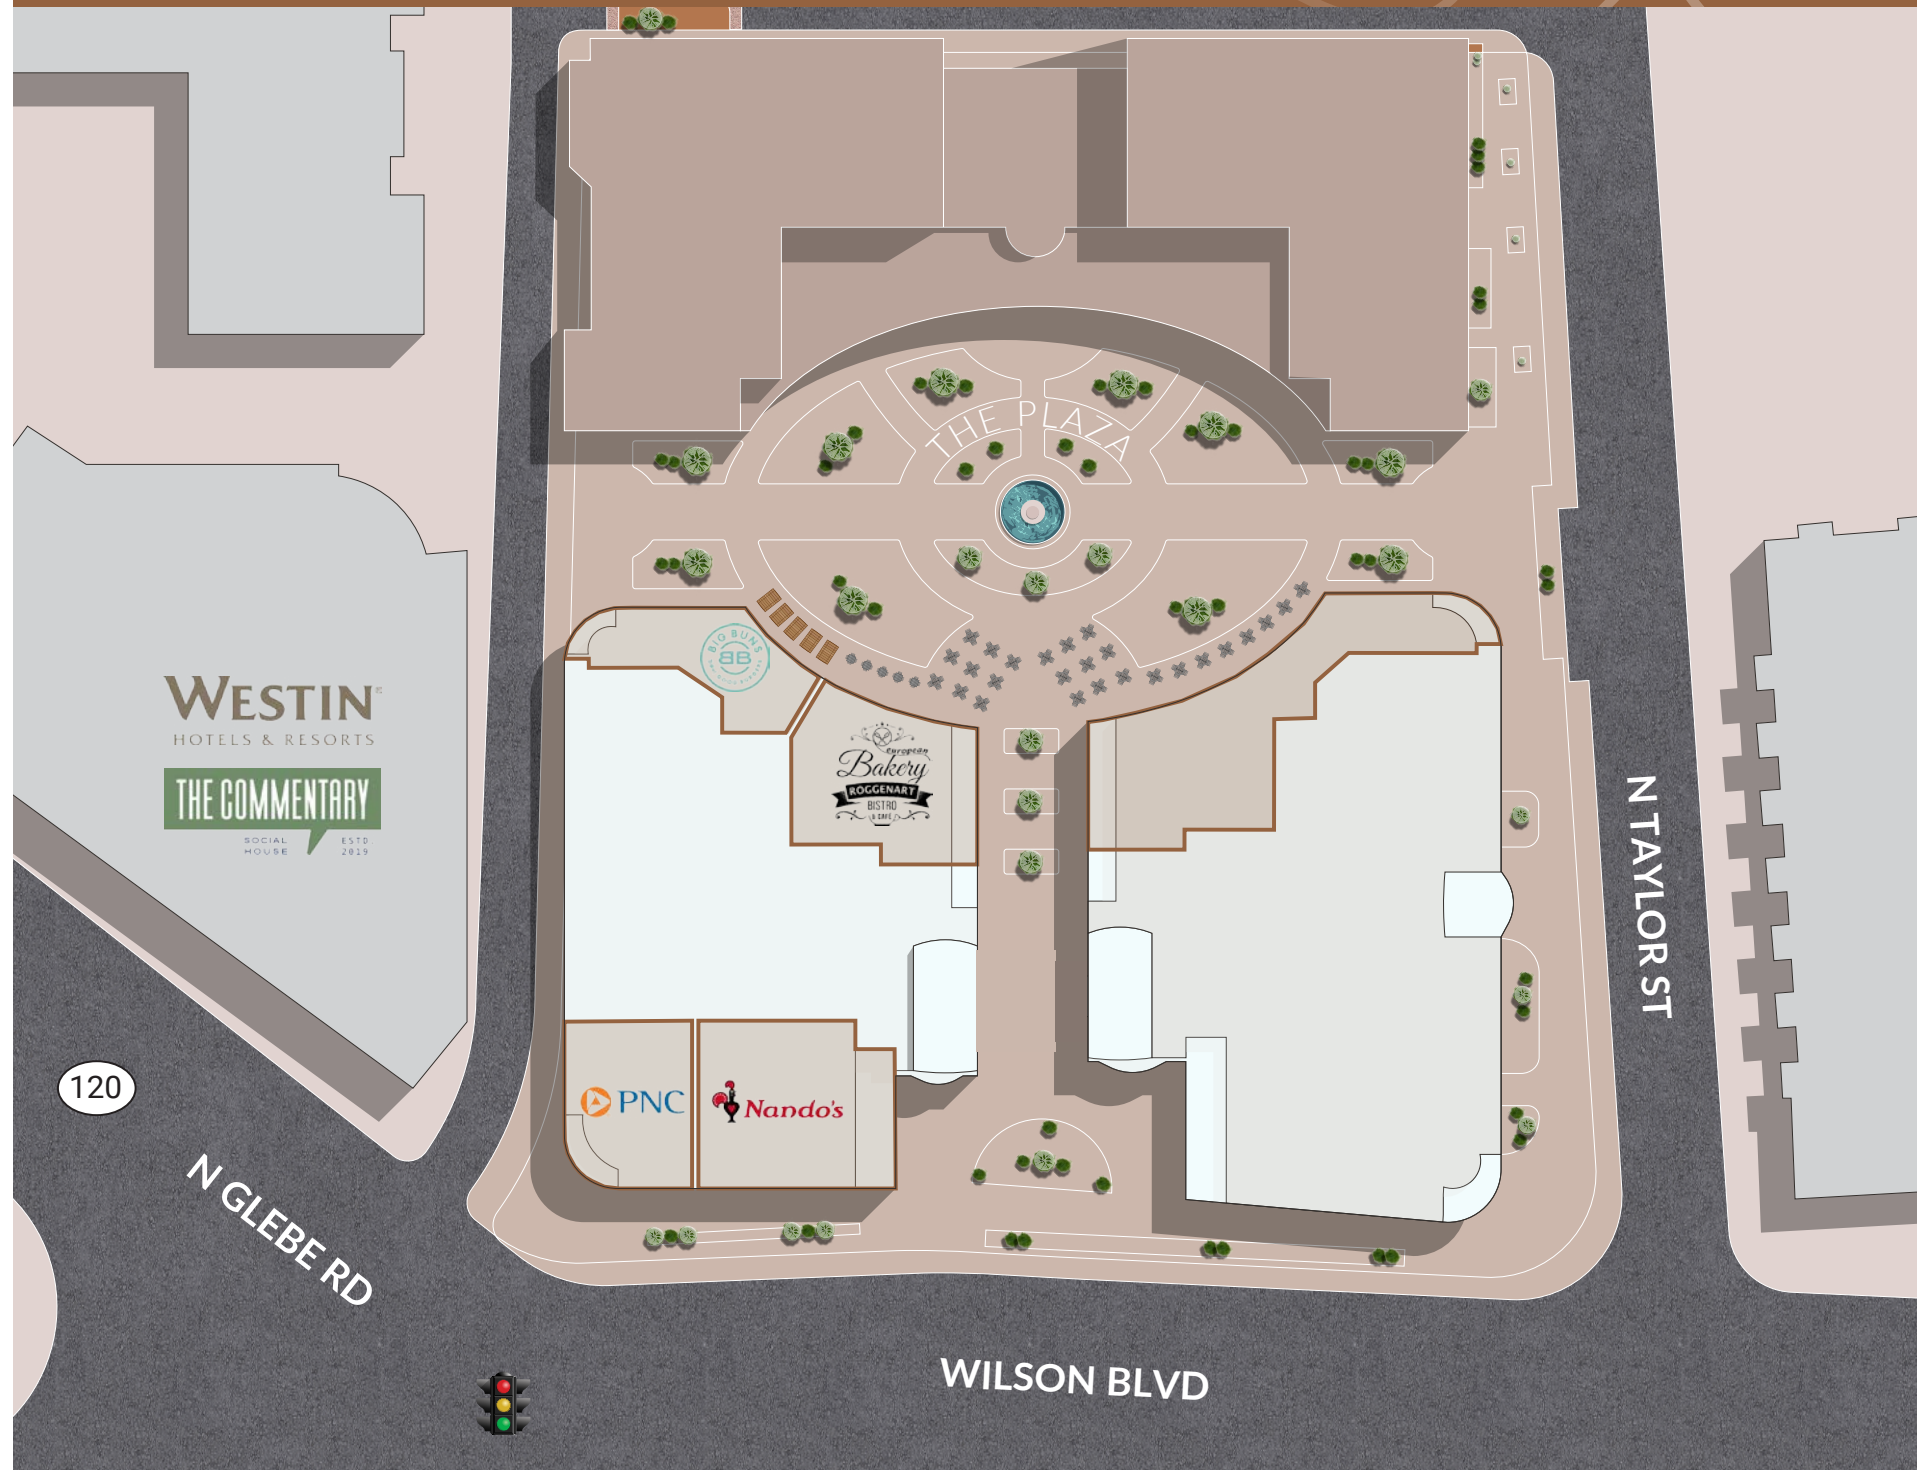 THE PLAZA
BIG BUNS
BB
WESTIN
HOTELS & RESORTS
THE COMMENTARY
SOCIAL HOUSE
ESTD 2019
European
Bakery
ROGGENART
BISTRO
& CAFÉ
PNC
Nando's
N TAYLOR ST
120
N GLEBE RD
WILSON BLVD